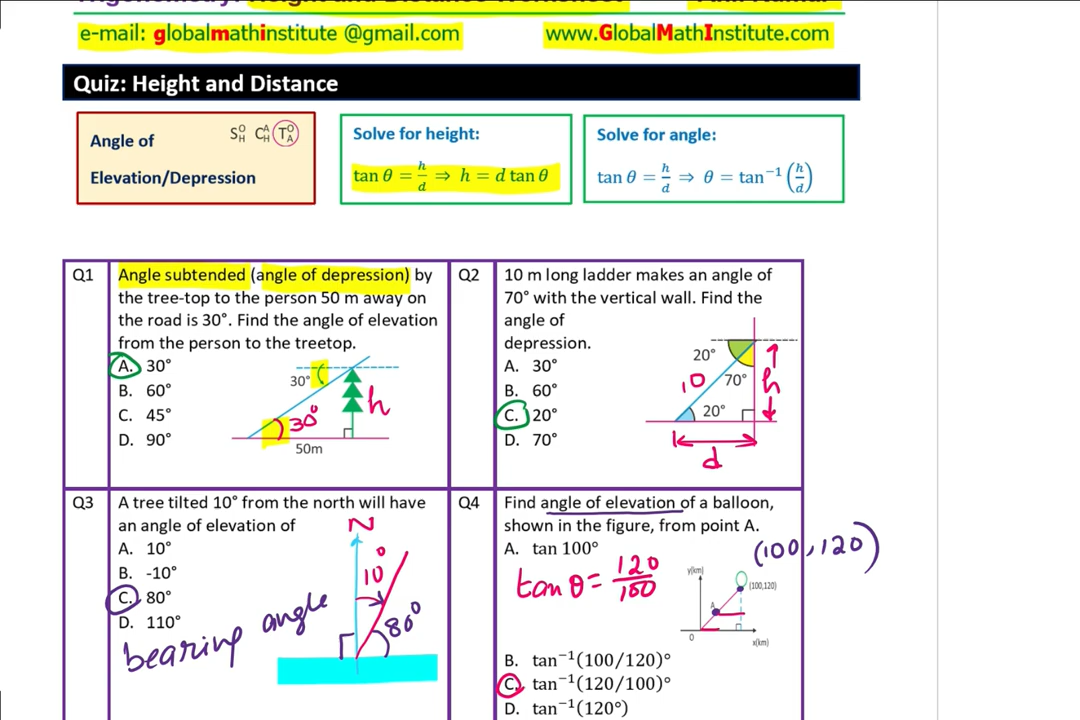 e-mail: globalmathinstitute @gmail.com
www.GlobalMathInstitute.com
Quiz: Height and Distance
Angle of
Elevation/Depression
S O H C A H T O A
Solve for height:
tan θ = h/d ⇒ h = d tan θ
Solve for angle:
tan θ = h/d ⇒ θ = tan⁻¹ (h/d)
Q1
Angle subtended (angle of depression) by
the tree-top to the person 50 m away on
the road is 30°. Find the angle of elevation
from the person to the treetop.
A. 30°
B. 60°
C. 45°
D. 90°
30°
30°
h
50m
Q2
10 m long ladder makes an angle of
70° with the vertical wall. Find the
angle of
depression.
A. 30°
B. 60°
C. 20°
D. 70°
20°
10
70°
h
20°
d
Q3
A tree tilted 10° from the north will have
an angle of elevation of
A. 10°
B. -10°
C. 80°
D. 110°
N
10°
80°
bearing angle
Q4
Find angle of elevation of a balloon,
shown in the figure, from point A.
A. tan 100°
(100,120)
tan θ = 120/100
y(km)
(100,120)
A
0
x(km)
B. tan⁻¹(100/120)°
C. tan⁻¹(120/100)°
D. tan⁻¹(120°)